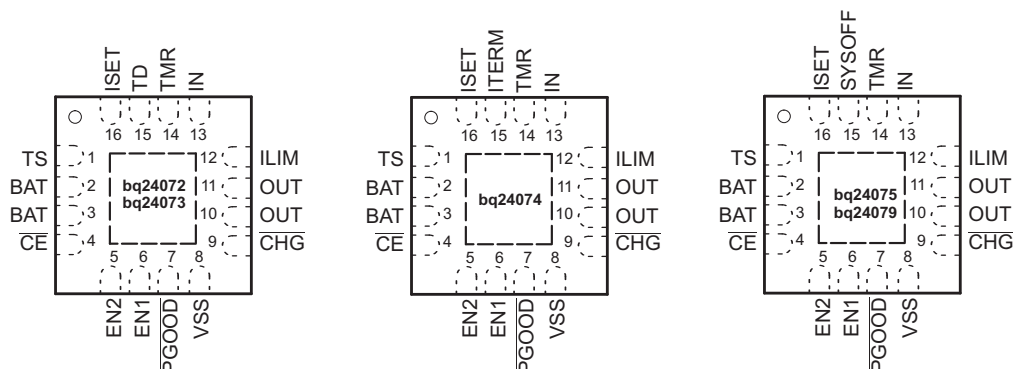 ISET TD TMR IN
16 15 14 13
TS 1 12 ILIM
BAT 2 bq24072 11 OUT
BAT 3 bq24073 10 OUT
CE 4 9 CHG
5 6 7 8
EN2 EN1 PGOOD VSS
ISET ITERM TMR IN
16 15 14 13
TS 1 12 ILIM
BAT 2 11 OUT
bq24074
BAT 3 10 OUT
CE 4 9 CHG
5 6 7 8
EN2 EN1 PGOOD VSS
ISET SYSOFF TMR IN
16 15 14 13
TS 1 12 ILIM
BAT 2 bq24075 11 OUT
BAT 3 bq24079 10 OUT
CE 4 9 CHG
5 6 7 8
EN2 EN1 PGOOD VSS